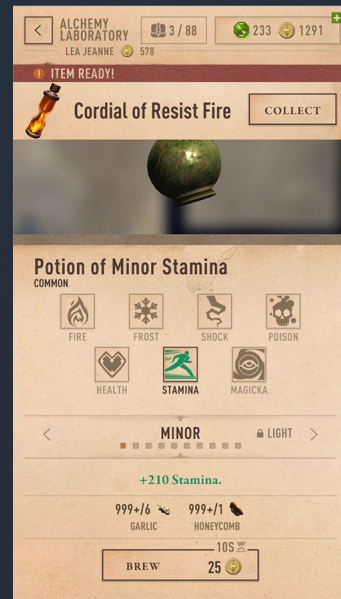 ALCHEMY
LABORATORY
3 / 88
233
1291
LEA JEANNE 578
ITEM READY!
Cordial of Resist Fire
COLLECT
Potion of Minor Stamina
COMMON
FIRE FROST SHOCK POISON
HEALTH STAMINA MAGICKA
MINOR
LIGHT
+210 Stamina.
999+/6 999+/1
GARLIC HONEYCOMB
10S
BREW 25